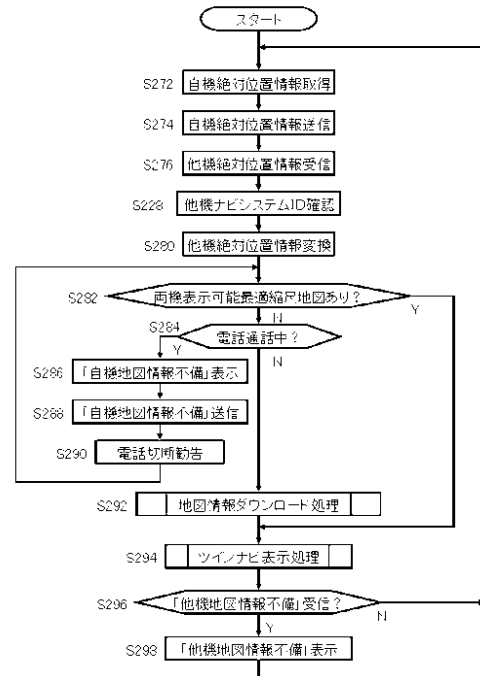 スタート
S272 自機絶対位置情報取得
S274 自機絶対位置情報送信
S276 他機絶対位置情報受信
S228 他機ナビシステムID確認
S280 他機絶対位置情報変換
S282 両機表示可能最適縮尺地図あり？ Y
N
S284 電話通話中？
Y N
S286 「自機地図情報不備」表示
S288 「自機地図情報不備」送信
S290 電話切断勧告
S292 地図情報ダウンロード処理
S294 ツインナビ表示処理
S296 「他機地図情報不備」受信？ N
Y
S298 「他機地図情報不備」表示